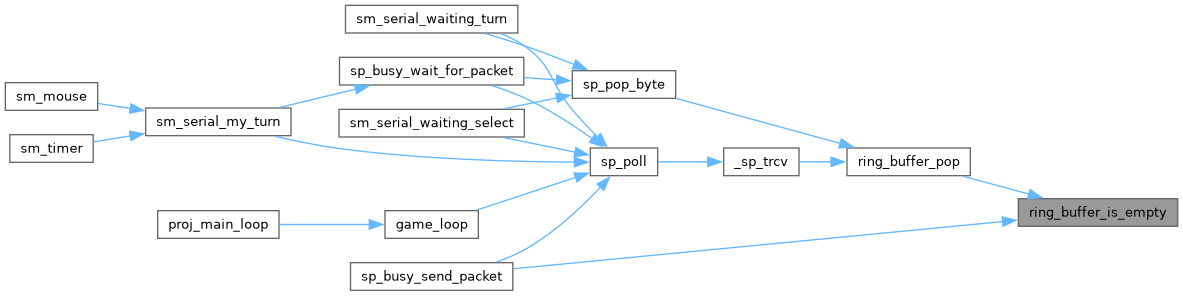 sm_serial_waiting_turn
sp_busy_wait_for_packet
sp_pop_byte
sm_mouse
sm_serial_my_turn
sm_serial_waiting_select
sm_timer
sp_poll
_sp_trcv
ring_buffer_pop
ring_buffer_is_empty
proj_main_loop
game_loop
sp_busy_send_packet